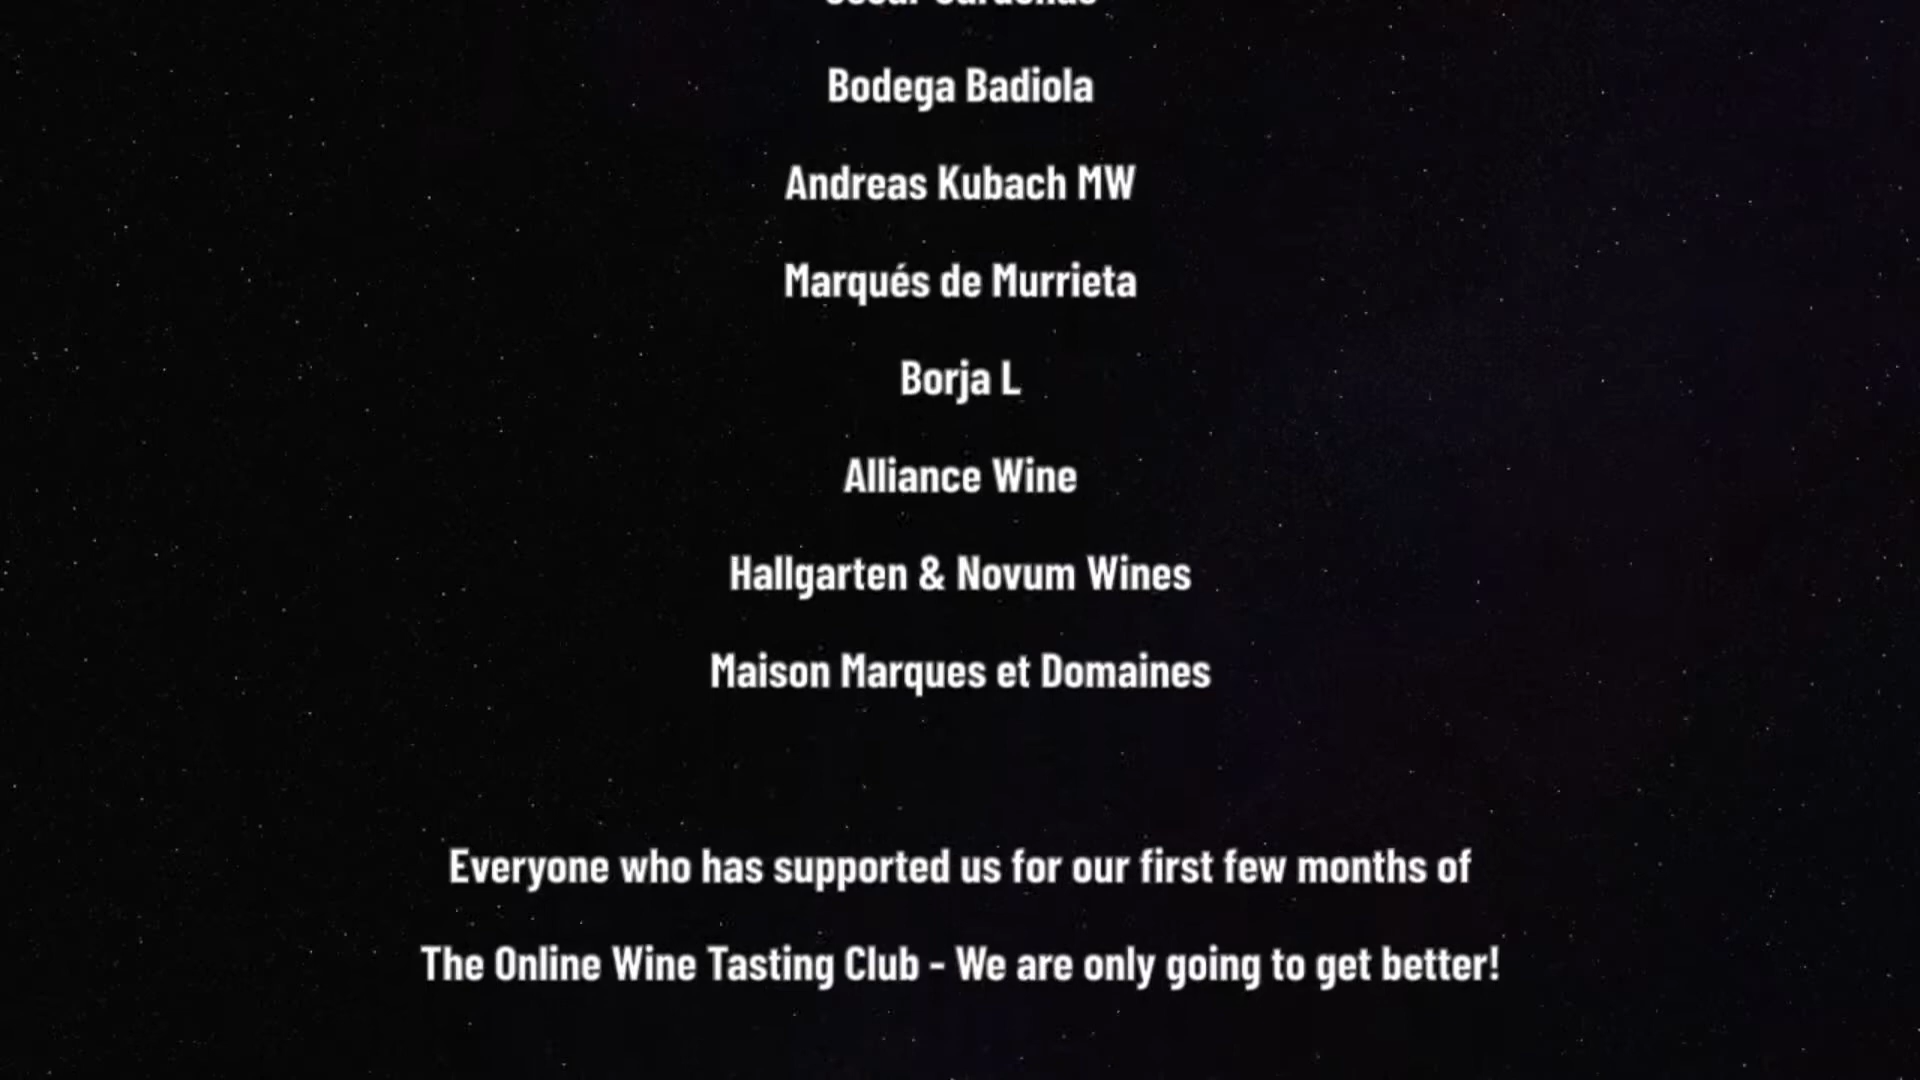 Bodega Badiola
Andreas Kubach MW
Marqués de Murrieta
Borja L
Alliance Wine
Hallgarten & Novum Wines
Maison Marques et Domaines
Everyone who has supported us for our first few months of
The Online Wine Tasting Club - We are only going to get better!